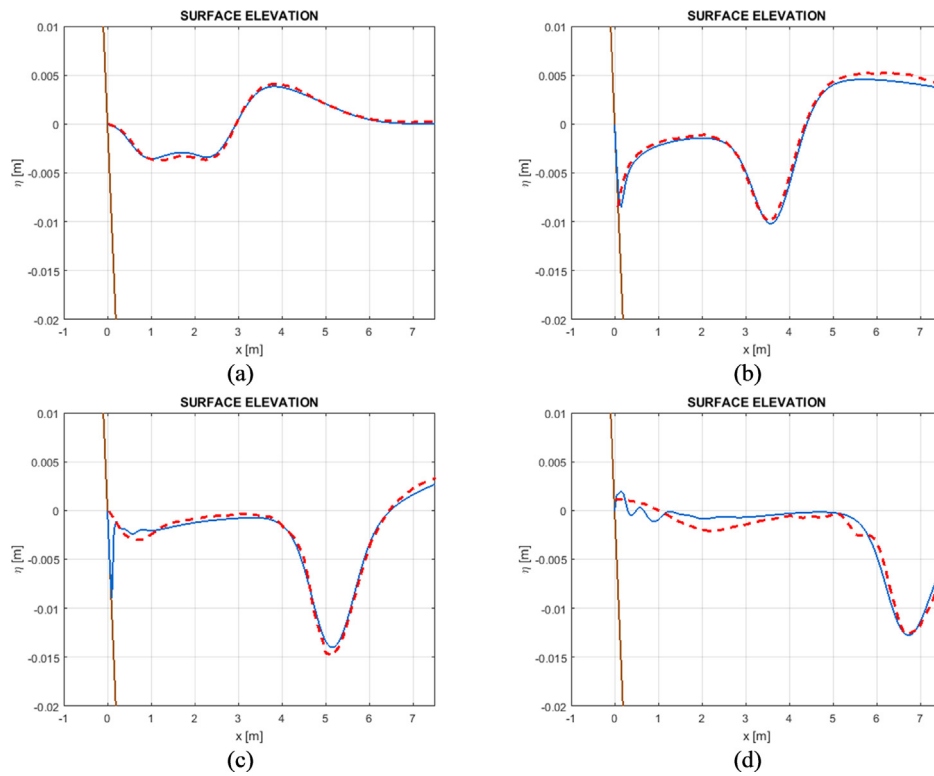 SURFACE ELEVATION
0.01
0.005
0
-0.005
-0.01
-0.015
-0.02
η [m]
-1 0 1 2 3 4 5 6 7
x [m]
(a)
SURFACE ELEVATION
0.01
0.005
0
-0.005
-0.01
-0.015
-0.02
η [m]
-1 0 1 2 3 4 5 6 7
x [m]
(b)
SURFACE ELEVATION
0.01
0.005
0
-0.005
-0.01
-0.015
-0.02
η [m]
-1 0 1 2 3 4 5 6 7
x [m]
(c)
SURFACE ELEVATION
0.01
0.005
0
-0.005
-0.01
-0.015
-0.02
η [m]
-1 0 1 2 3 4 5 6 7
x [m]
(d)